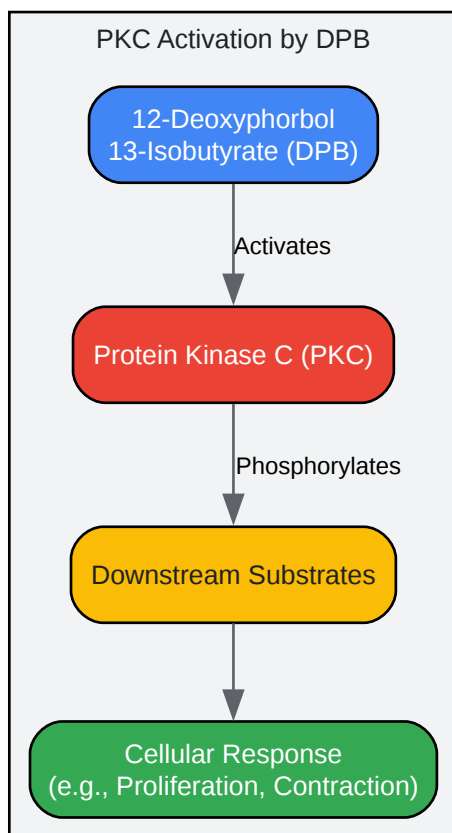 PKC Activation by DPB
12-Deoxyphorbol
13-Isobutyrate (DPB)
Activates
Protein Kinase C (PKC)
Phosphorylates
Downstream Substrates
Cellular Response
(e.g., Proliferation, Contraction)